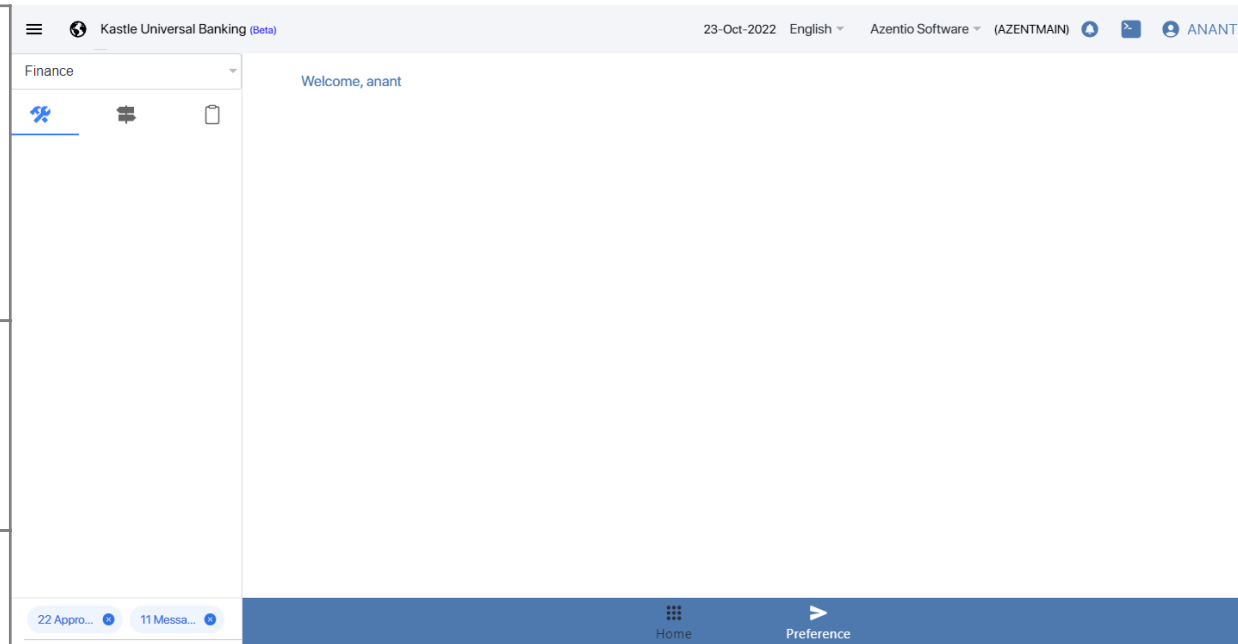 Kastle Universal Banking (Beta) 23-Oct-2022 English Azentio Software (AZENTMAIN) ANANT
Finance
Welcome, anant
22 Appro... 11 Messa...
Home Preference